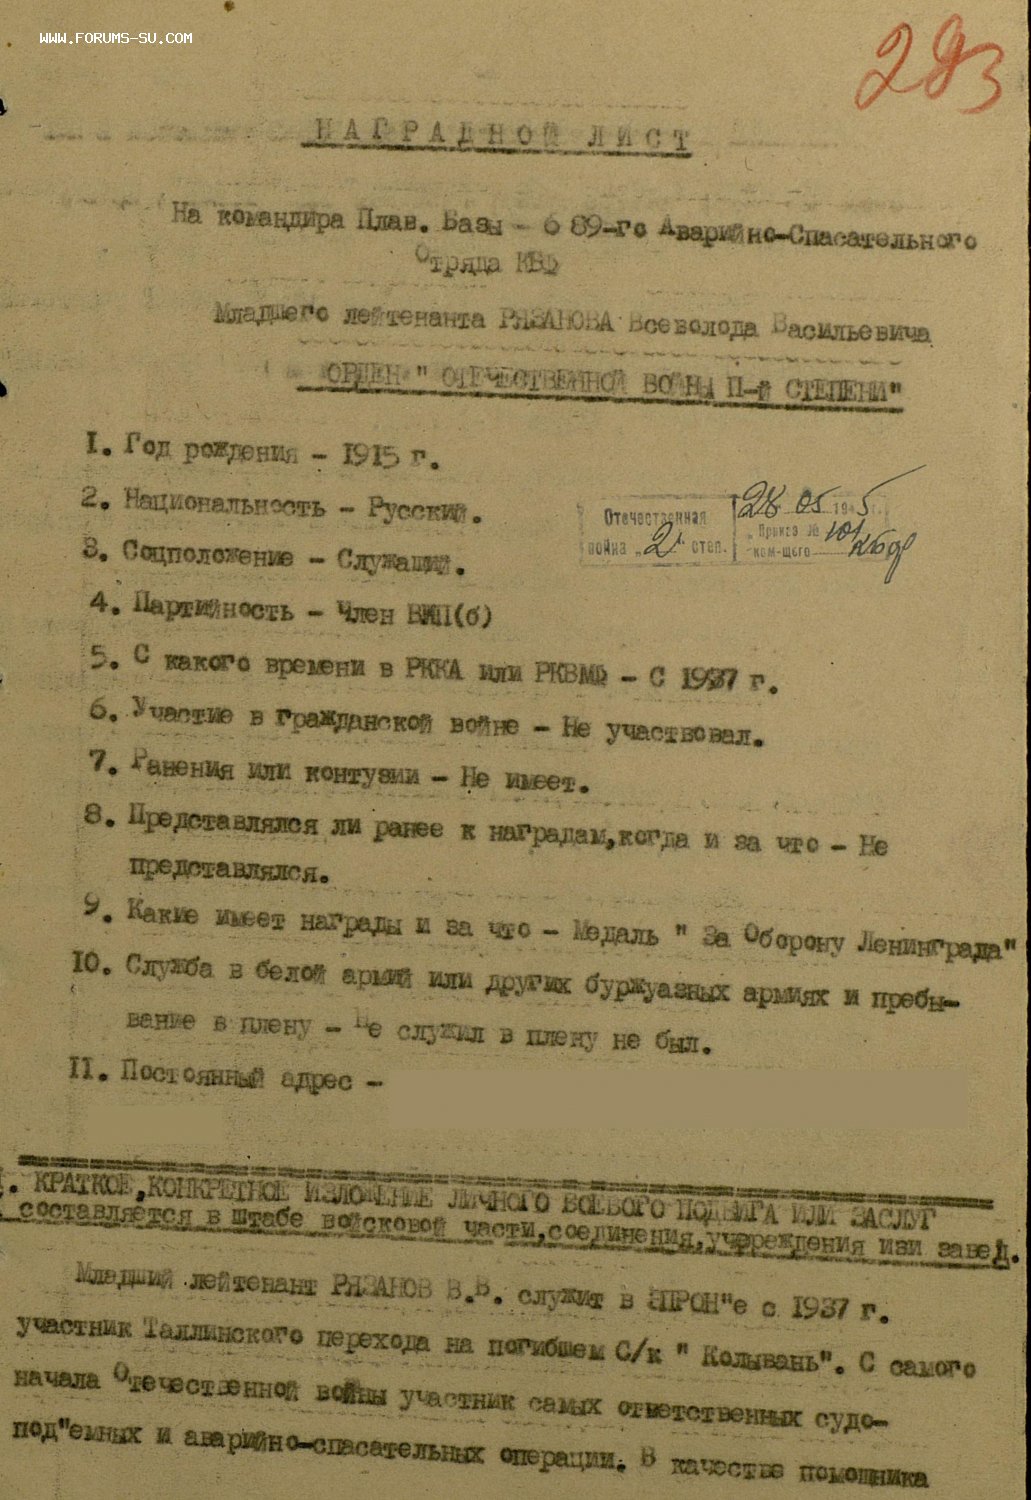 WWW.FORUMS-SU.COM
293
НАГРАДНОЙ ЛИСТ
На командира Плав. Базы - 6 89-го Аварийно-Спасательного
Отряда КБФ
Младшего лейтенанта РЯЗАНОВА Всеволода Васильевича
ОРДЕН " ОТЕЧЕСТВЕННОЙ ВОЙНЫ П-й СТЕПЕНИ"
I. Год рождения - 1915 г.
2. Национальность - Русский.
3. Соцположение - Служащий.
Отечественная война „2" степ.
28 05 1945 г.
Приказ № 101
ком-щего КБФ
4. Партийность - Член ВКП(б)
5. С какого времени в РККА или РКВМФ - С 1937 г.
6. Участие в гражданской войне - Не участвовал.
7. Ранения или контузии - Не имеет.
8. Представлялся ли ранее к наградам,когда и за что - Не
представлялся.
9. Какие имеет награды и за что - Медаль " За Оборону Ленинграда"
10. Служба в белой армий или других буржуазных армиях и пребы-
вание в плену - Не служил в плену не был.
II. Постоянный адрес -
. КРАТКОЕ,КОНКРЕТНОЕ ИЗЛОЖЕНИЕ ЛИЧНОГО БОЕВОГО ПОДВИГА ИЛИ ЗАСЛУГ
составляется в штабе войсковой части,соединения,учереждения изи завед.
Младший лейтенант РЯЗАНОВ В.В. служит в ЭПРОН"е с 1937 г.
участник Таллинского перехода на погибшем С/к " Колывань". С самого
начала Отечественной войны участник самых ответственных судо-
под"емных и аварийно-спасательных операции. В качестве помощника